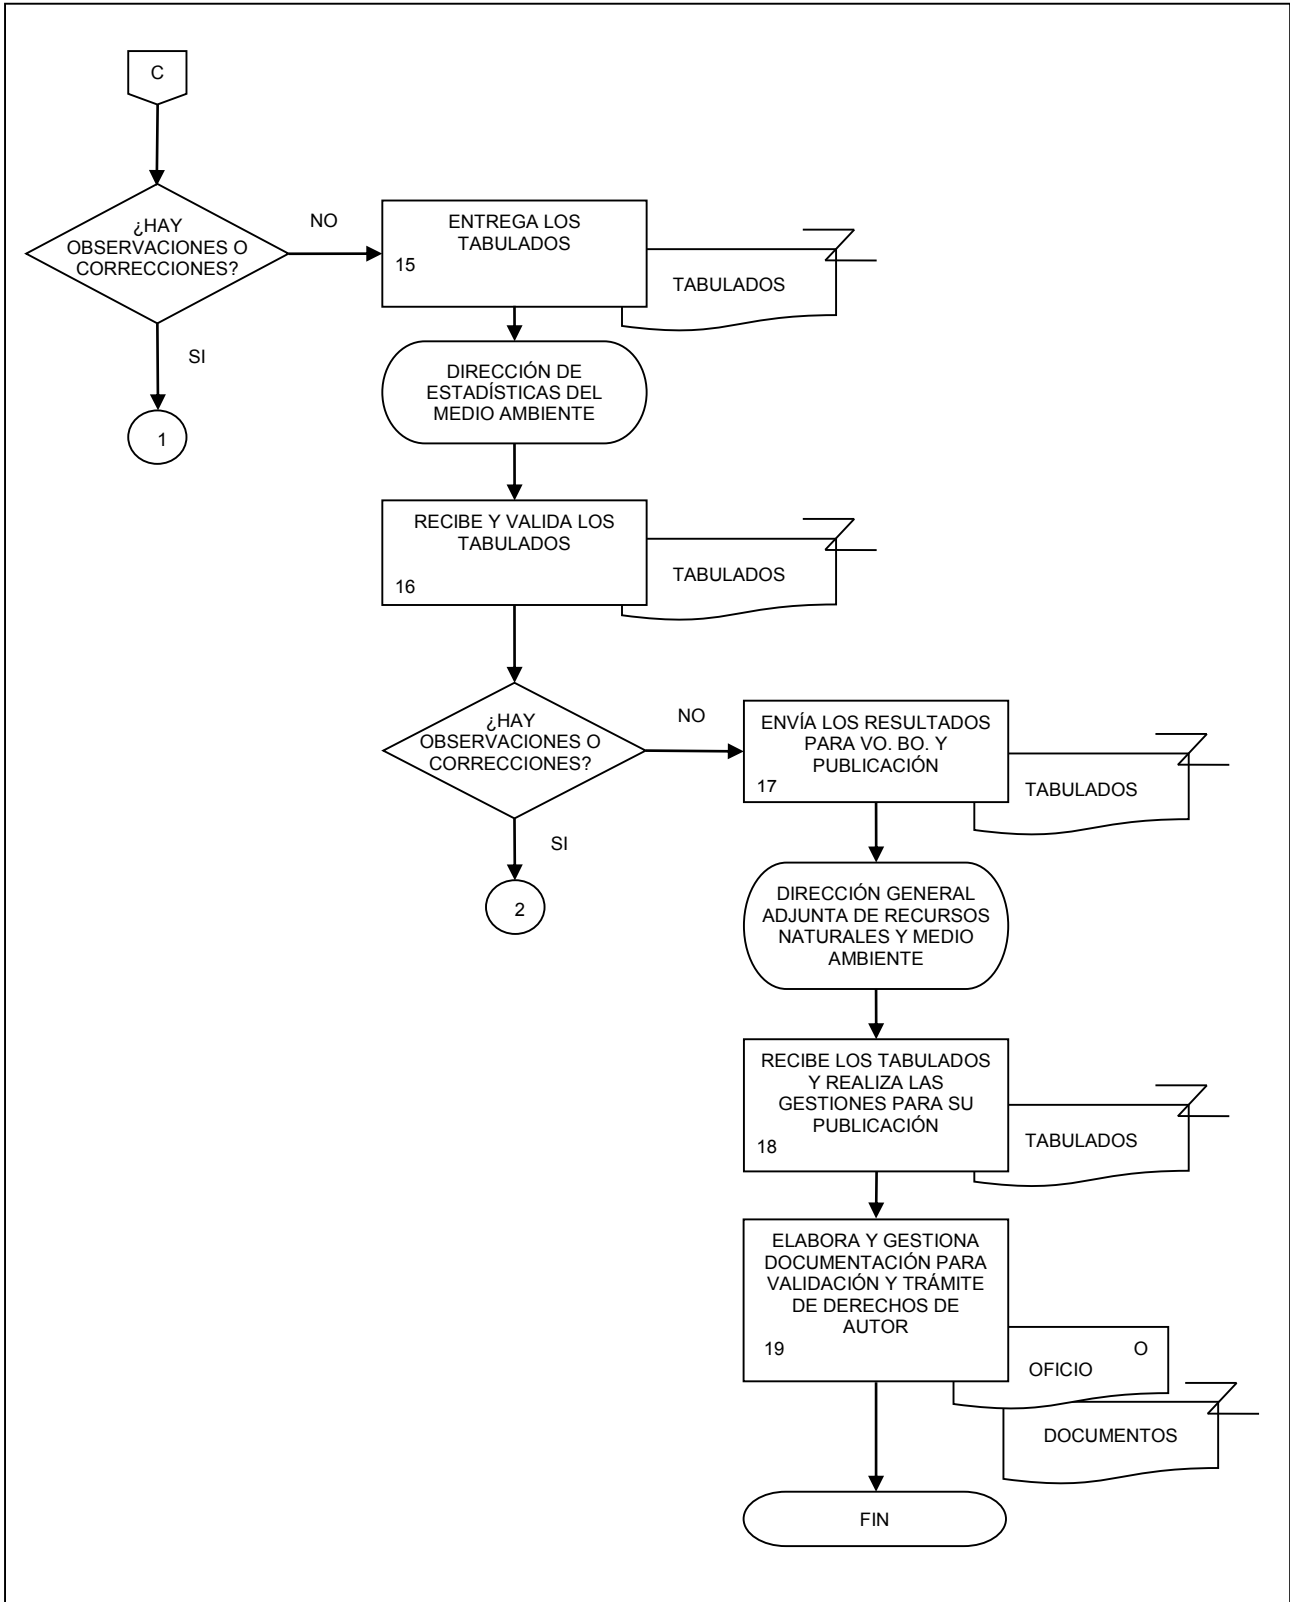 C
¿HAY
OBSERVACIONES O
CORRECCIONES?
NO
SI
1
ENTREGA LOS
TABULADOS
15
TABULADOS
DIRECCIÓN DE
ESTADÍSTICAS DEL
MEDIO AMBIENTE
RECIBE Y VALIDA LOS
TABULADOS
16
TABULADOS
¿HAY
OBSERVACIONES O
CORRECCIONES?
NO
SI
2
ENVÍA LOS RESULTADOS
PARA VO. BO. Y
PUBLICACIÓN
17
TABULADOS
DIRECCIÓN GENERAL
ADJUNTA DE RECURSOS
NATURALES Y MEDIO
AMBIENTE
RECIBE LOS TABULADOS
Y REALIZA LAS
GESTIONES PARA SU
PUBLICACIÓN
18
TABULADOS
ELABORA Y GESTIONA
DOCUMENTACIÓN PARA
VALIDACIÓN Y TRÁMITE
DE DERECHOS DE
AUTOR
19
O
OFICIO
DOCUMENTOS
FIN